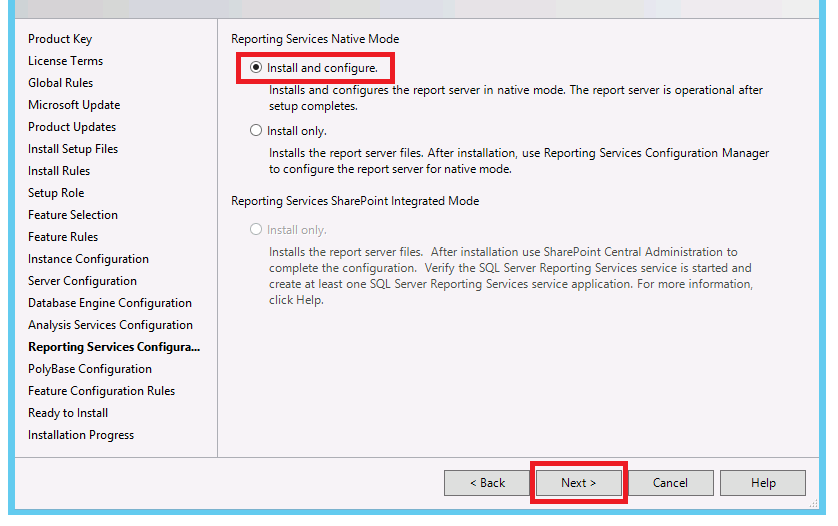 Product Key
License Terms
Global Rules
Microsoft Update
Product Updates
Install Setup Files
Install Rules
Setup Role
Feature Selection
Feature Rules
Instance Configuration
Server Configuration
Database Engine Configuration
Analysis Services Configuration
Reporting Services Configura...
PolyBase Configuration
Feature Configuration Rules
Ready to Install
Installation Progress
Reporting Services Native Mode
Install and configure.
Installs and configures the report server in native mode. The report server is operational after
setup completes.
Install only.
Installs the report server files. After installation, use Reporting Services Configuration Manager
to configure the report server for native mode.
Reporting Services SharePoint Integrated Mode
Install only.
Installs the report server files.  After installation use SharePoint Central Administration to
complete the configuration.  Verify the SQL Server Reporting Services service is started and
create at least one SQL Server Reporting Services service application. For more information,
click Help.
< Back
Next >
Cancel
Help